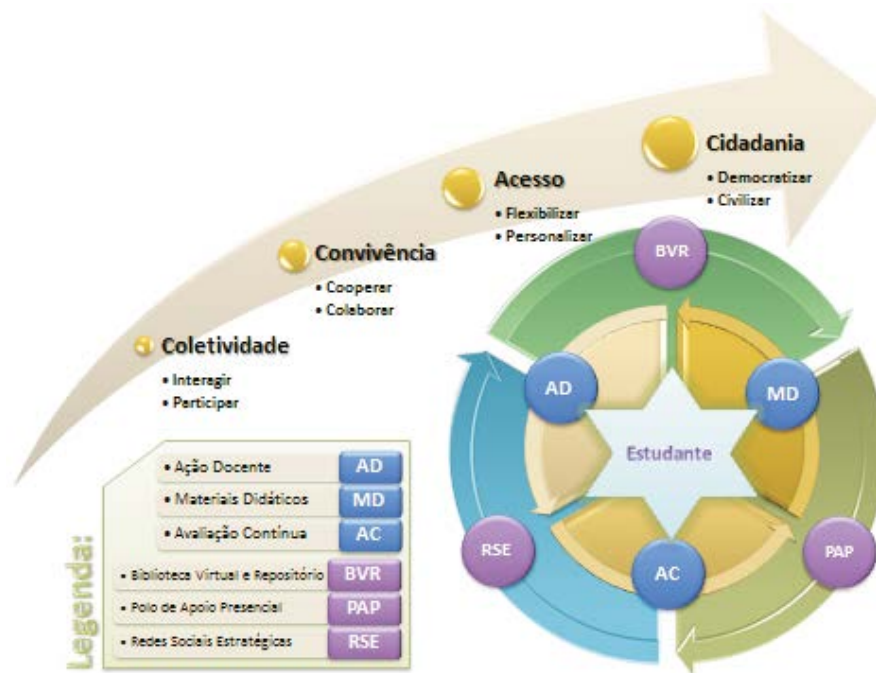 Cidadania
• Democratizar
• Civilizar
Acesso
• Flexibilizar
• Personalizar
Convivência
• Cooperar
• Colaborar
Coletividade
• Interagir
• Participar
Legenda:
• Ação Docente AD
• Materiais Didáticos MD
• Avaliação Contínua AC
• Biblioteca Virtual e Repositório BVR
• Polo de Apoio Presencial PAP
• Redes Sociais Estratégicas RSE
BVR
AD
MD
Estudante
RSE
AC
PAP